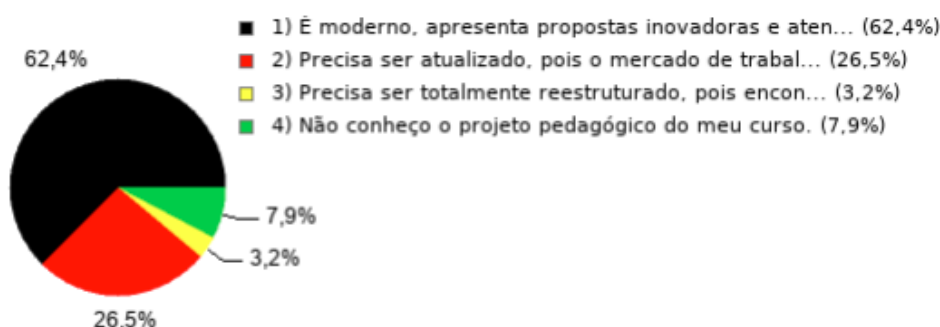 1) É moderno, apresenta propostas inovadoras e aten... (62,4%)
2) Precisa ser atualizado, pois o mercado de trabal... (26,5%)
3) Precisa ser totalmente reestruturado, pois encon... (3,2%)
4) Não conheço o projeto pedagógico do meu curso. (7,9%)
62,4%
7,9%
3,2%
26,5%